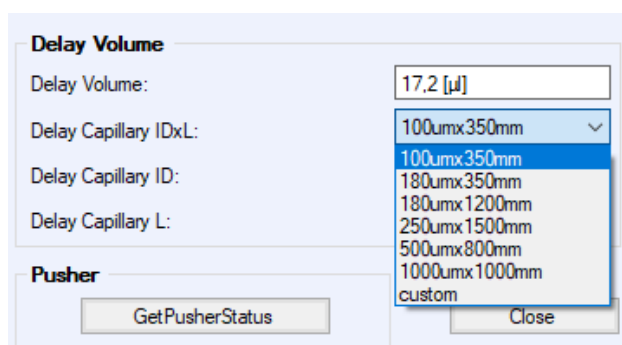 Delay Volume
Delay Volume: 17,2 [µl]
Delay Capillary IDxL: 100umx350mm
100umx350mm
Delay Capillary ID: 180umx350mm
180umx1200mm
Delay Capillary L: 250umx1500mm
500umx800mm
Pusher 1000umx1000mm
custom
GetPusherStatus Close